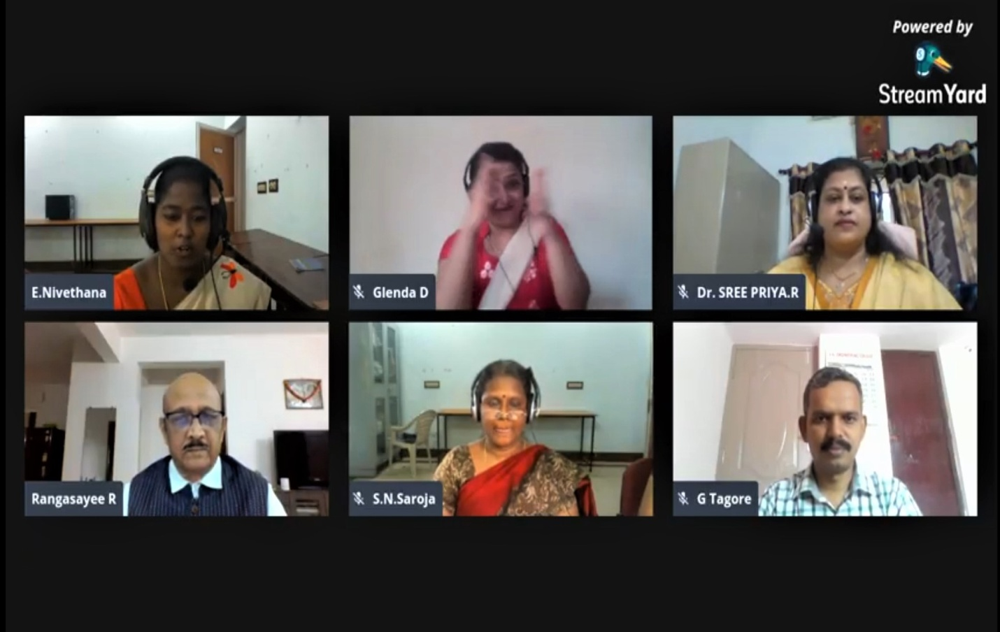 Powered by
StreamYard
E.Nivethana
Glenda D
Dr. SREE PRIYA.R
Rangasayee R
S.N.Saroja
G Tagore